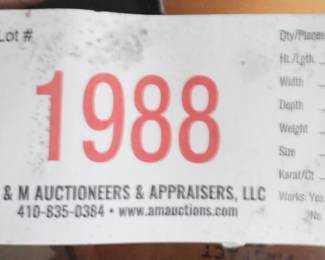 Lot #
1988
& M AUCTIONEERS & APPRAISERS, LLC
410-835-0384 • www.amauctions.com
Qty/Pieces
Ht./Lgth
Width
Depth
Weight
Size
Karat/Ct
Works: Yes
No